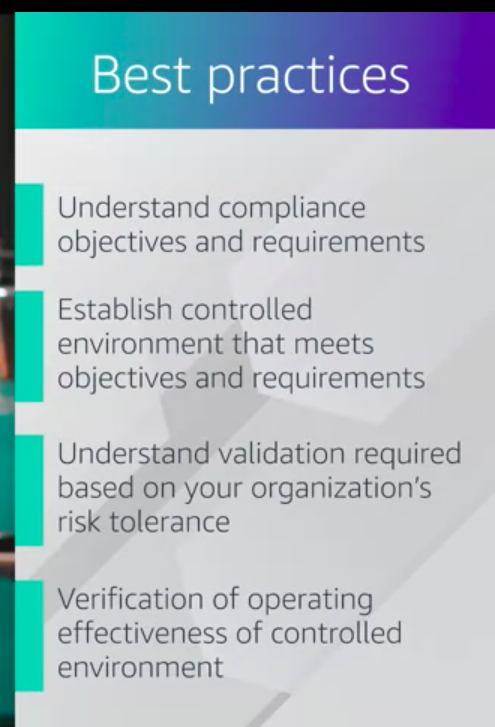 Best practices
Understand compliance
objectives and requirements
Establish controlled
environment that meets
objectives and requirements
Understand validation required
based on your organization's
risk tolerance
Verification of operating
effectiveness of controlled
environment